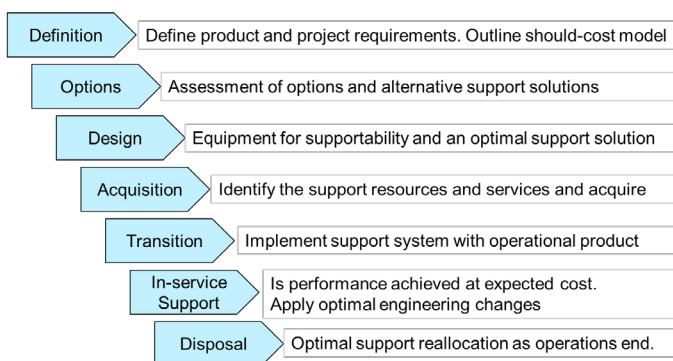 Definition
Define product and project requirements. Outline should-cost model
Options
Assessment of options and alternative support solutions
Design
Equipment for supportability and an optimal support solution
Acquisition
Identify the support resources and services and acquire
Transition
Implement support system with operational product
In-service
Support
Is performance achieved at expected cost.
Apply optimal engineering changes
Disposal
Optimal support reallocation as operations end.